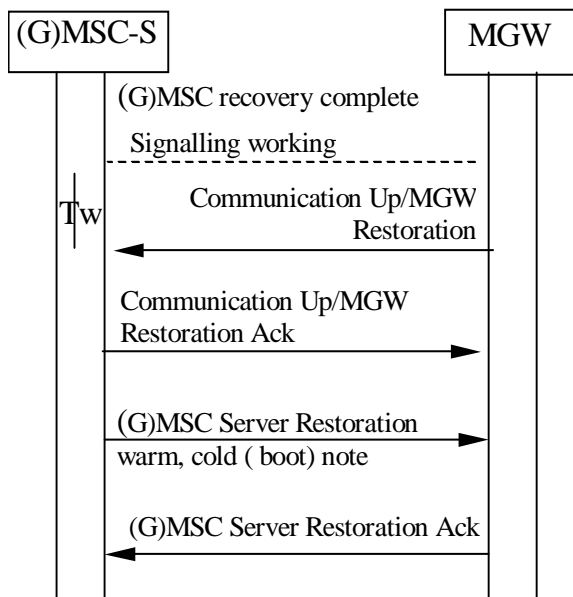 (G)MSC-S
MGW
(G)MSC recovery complete
Signalling working
Tw
Communication Up/MGW
Restoration
Communication Up/MGW
Restoration Ack
(G)MSC Server Restoration
warm, cold ( boot) note
(G)MSC Server Restoration Ack